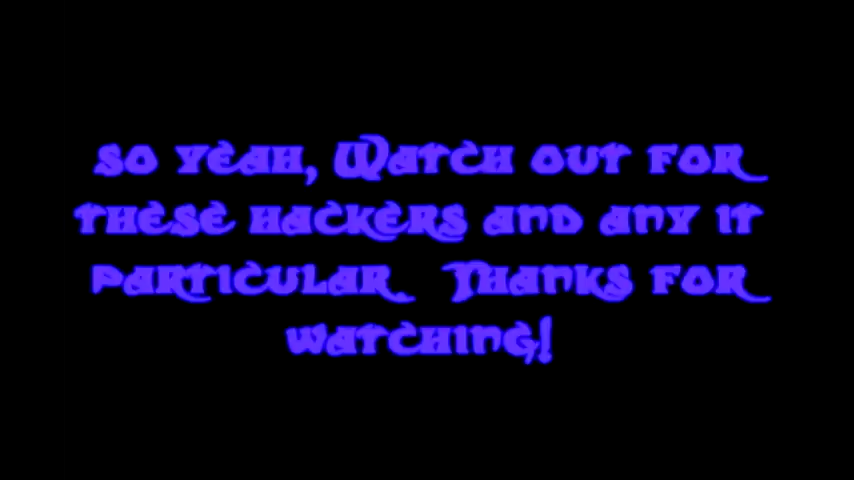 so yeah, Watch out for
these hackers and any it
particular. Thanks for
watching!